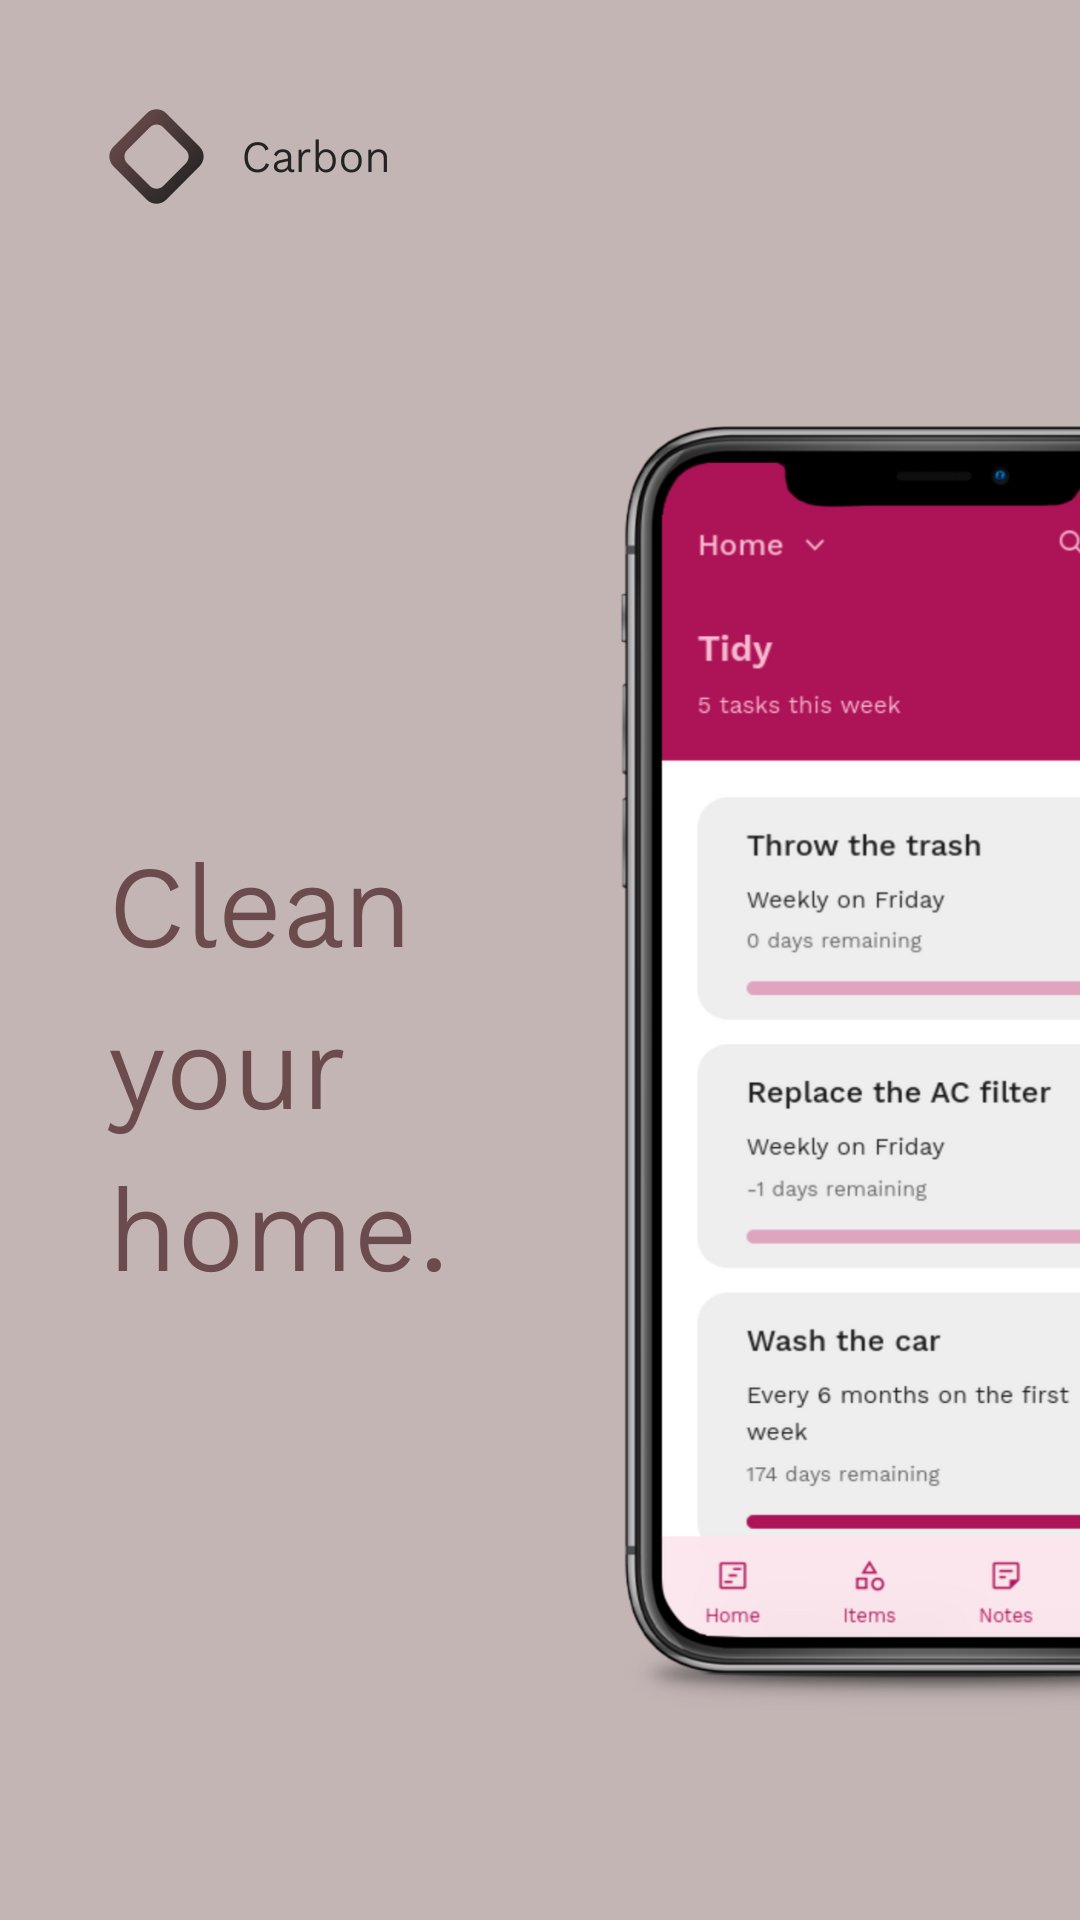 Carbon
Clean
your
home.
Home
Tidy
5 tasks this week
Throw the trash
Weekly on Friday
0 days remaining
Replace the AC filter
Weekly on Friday
-1 days remaining
Wash the car
Every 6 months on the first
week
174 days remaining
Home Items Notes